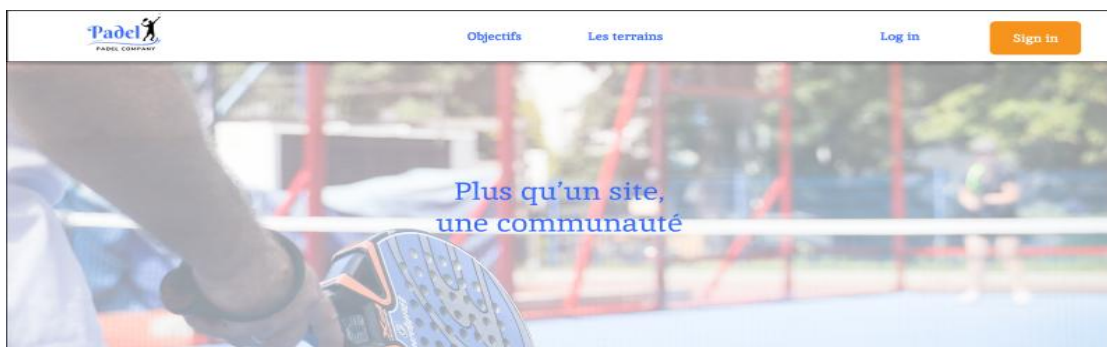 Padel
PADEL COMPANY
Objectifs
Les terrains
Log in
Sign in
Plus qu'un site,
une communauté